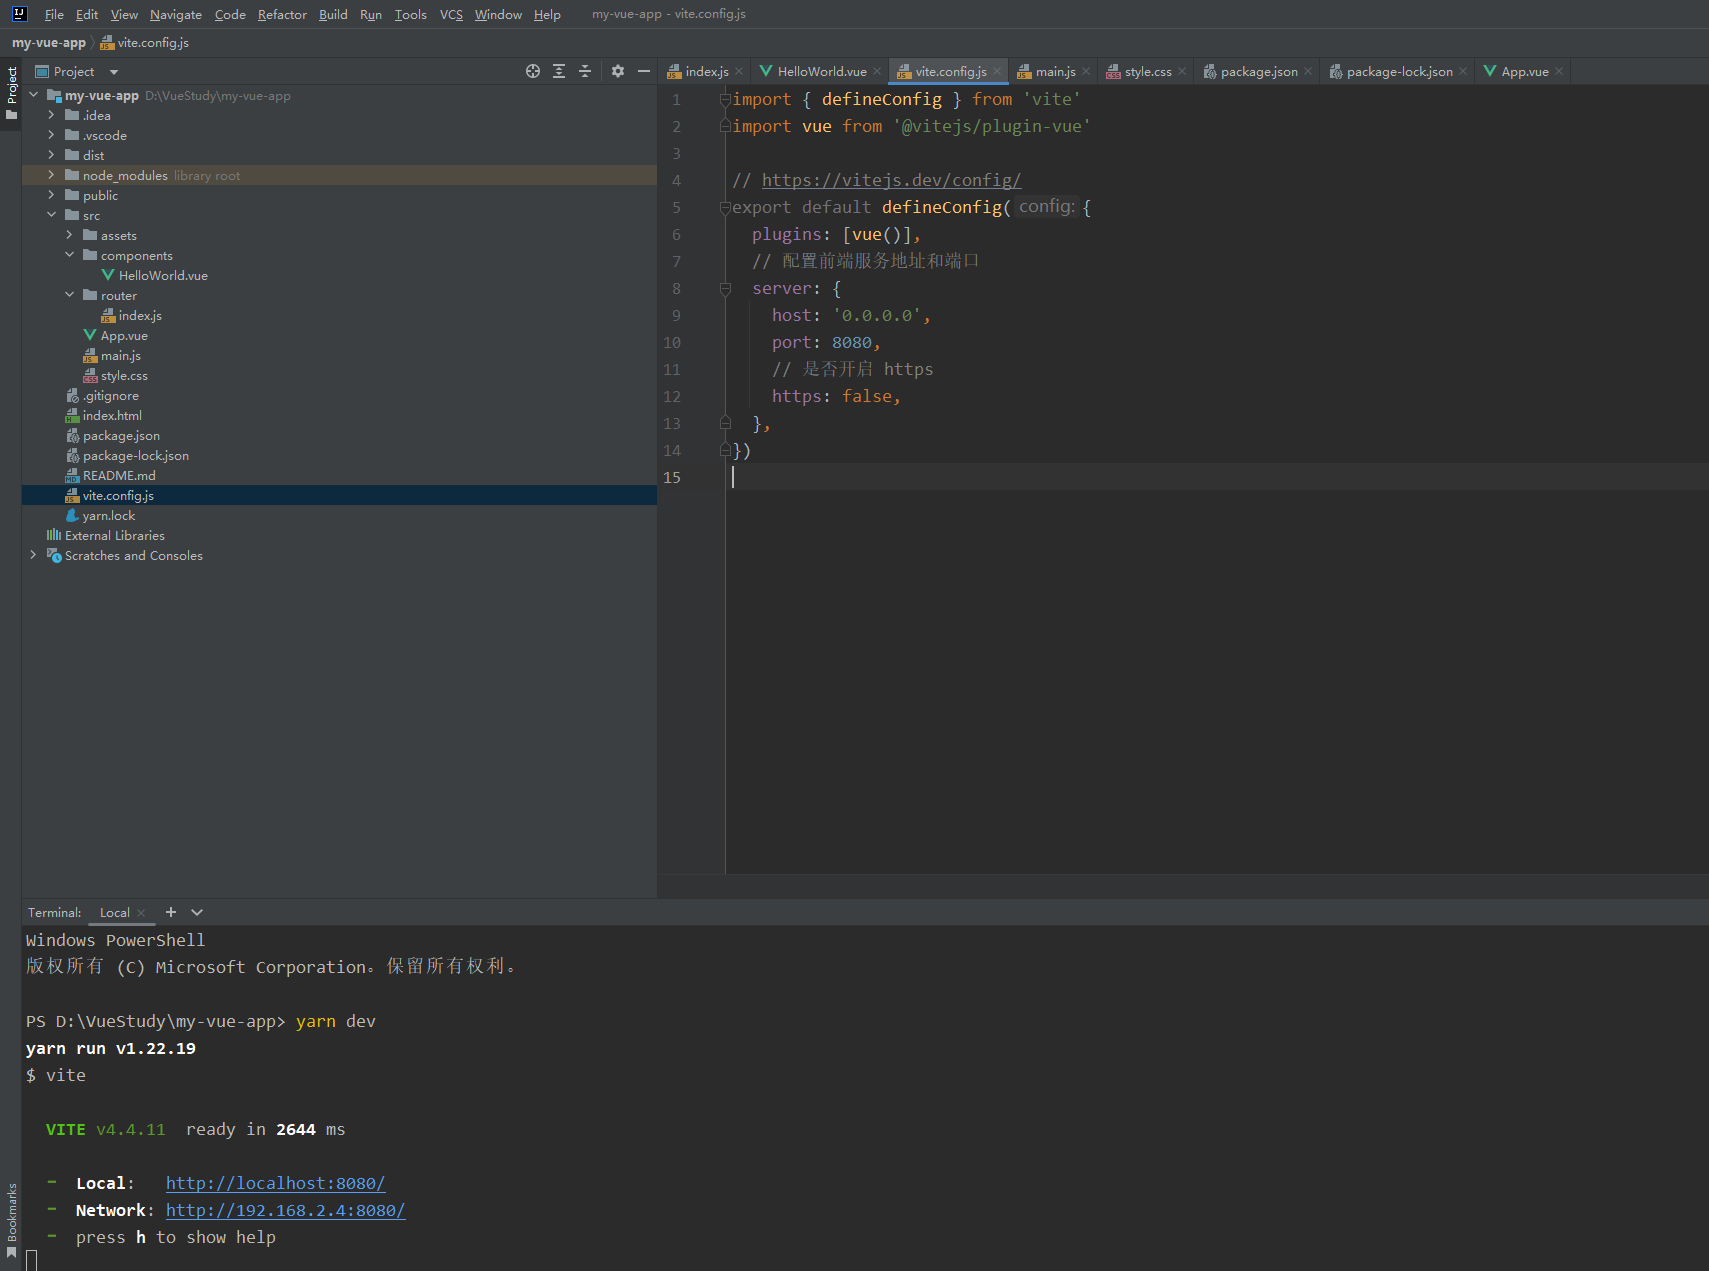 File Edit View Navigate Code Refactor Build Run Tools VCS Window Help my-vue-app - vite.config.js
my-vue-app vite.config.js
Project
Project
index.js HelloWorld.vue vite.config.js main.js style.css package.json package-lock.json App.vue
my-vue-app D:\VueStudy\my-vue-app
.idea
.vscode
dist
node_modules library root
public
src
assets
components
HelloWorld.vue
router
index.js
App.vue
main.js
style.css
.gitignore
index.html
package.json
package-lock.json
README.md
vite.config.js
yarn.lock
External Libraries
Scratches and Consoles
1 import { defineConfig } from 'vite'
2 import vue from '@vitejs/plugin-vue'
3
4 // https://vitejs.dev/config/
5 export default defineConfig( config: {
6 plugins: [vue()],
7 // 配置前端服务地址和端口
8 server: {
9 host: '0.0.0.0',
10 port: 8080,
11 // 是否开启 https
12 https: false,
13 },
14 })
15
Terminal: Local
Windows PowerShell
版权所有 (C) Microsoft Corporation。保留所有权利。
PS D:\VueStudy\my-vue-app> yarn dev
yarn run v1.22.19
$ vite
VITE v4.4.11 ready in 2644 ms
- Local: http://localhost:8080/
- Network: http://192.168.2.4:8080/
- press h to show help
Bookmarks